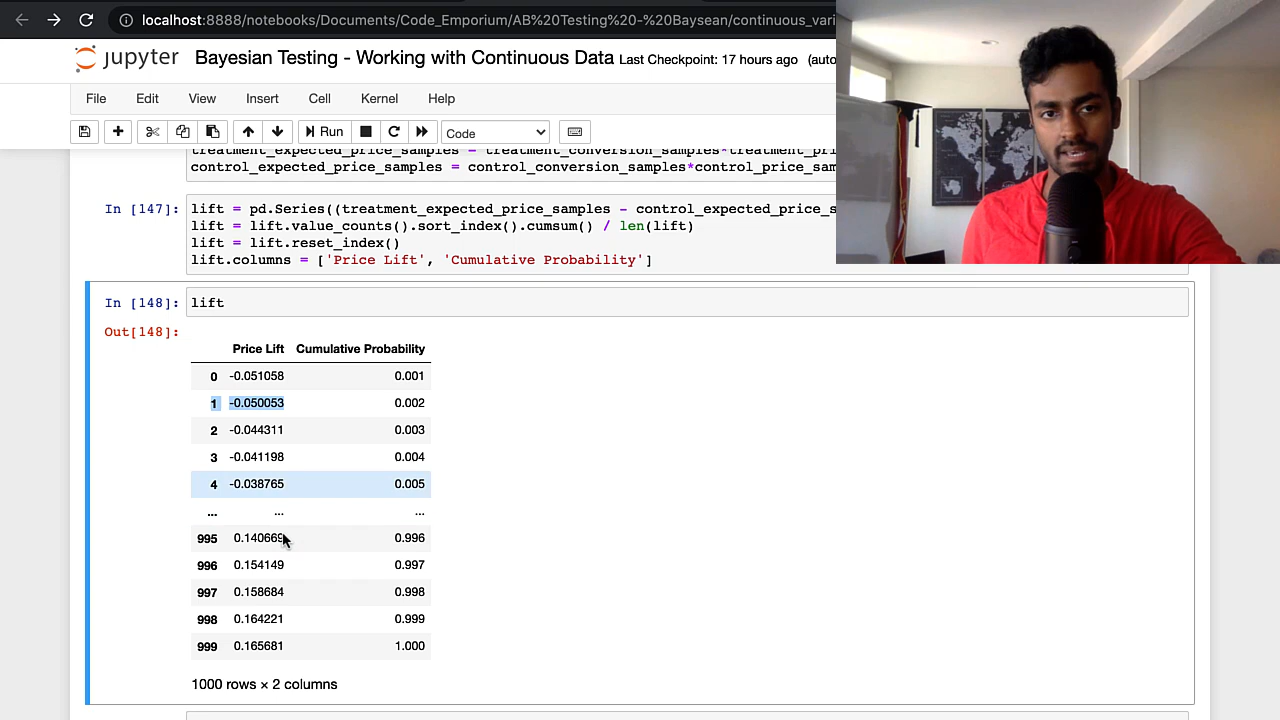 localhost:8888/notebooks/Documents/Code_Emporium/AB%20Testing%20-%20Baysean/continuous_vari
jupyter Bayesian Testing - Working with Continuous Data Last Checkpoint: 17 hours ago (auto
File Edit View Insert Cell Kernel Help
Run Code
treatment_expected_price_samples = treatment_conversion_samples*treatment_pri
control_expected_price_samples = control_conversion_samples*control_price_sam
In [147]: lift = pd.Series((treatment_expected_price_samples - control_expected_price_s
lift = lift.value_counts().sort_index().cumsum() / len(lift)
lift = lift.reset_index()
lift.columns = ['Price Lift', 'Cumulative Probability']
In [148]: lift
Out[148]:
Price Lift Cumulative Probability
0 -0.051058 0.001
1 -0.050053 0.002
2 -0.044311 0.003
3 -0.041198 0.004
4 -0.038765 0.005
... ... ...
995 0.140669 0.996
996 0.154149 0.997
997 0.158684 0.998
998 0.164221 0.999
999 0.165681 1.000
1000 rows × 2 columns